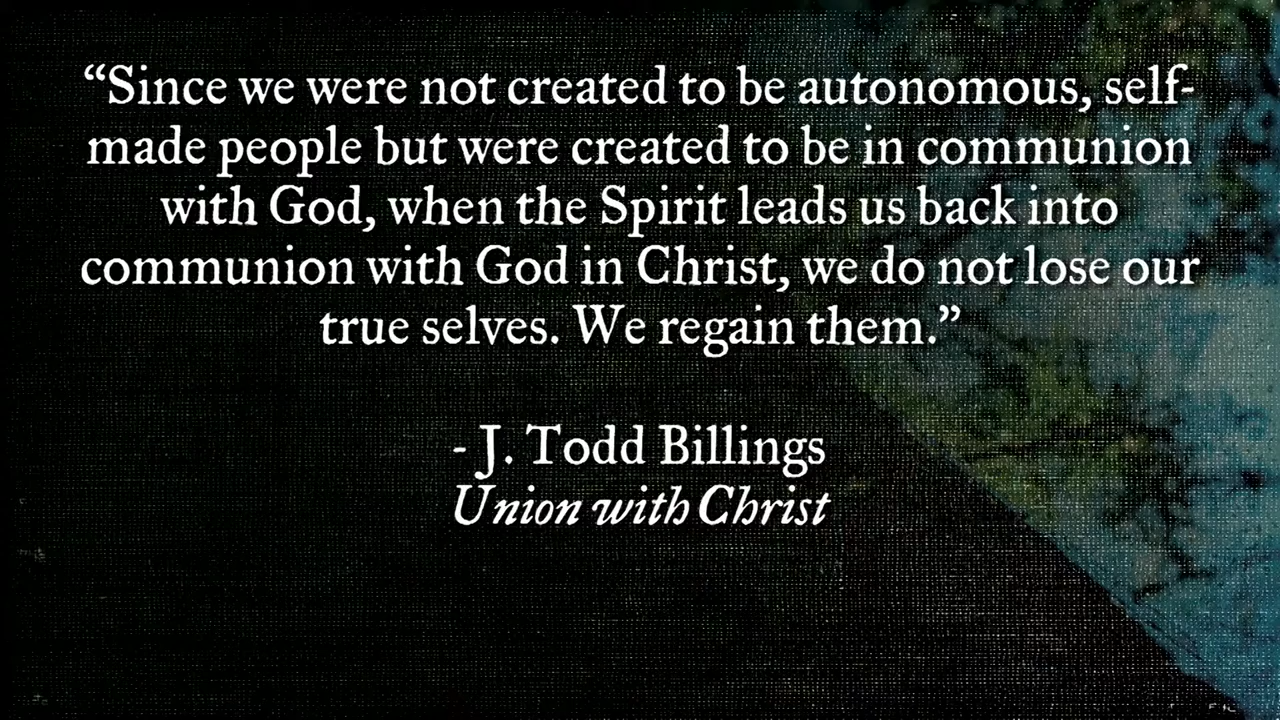 “Since we were not created to be autonomous, self-
made people but were created to be in communion
with God, when the Spirit leads us back into
communion with God in Christ, we do not lose our
true selves. We regain them.”
- J. Todd Billings
Union with Christ